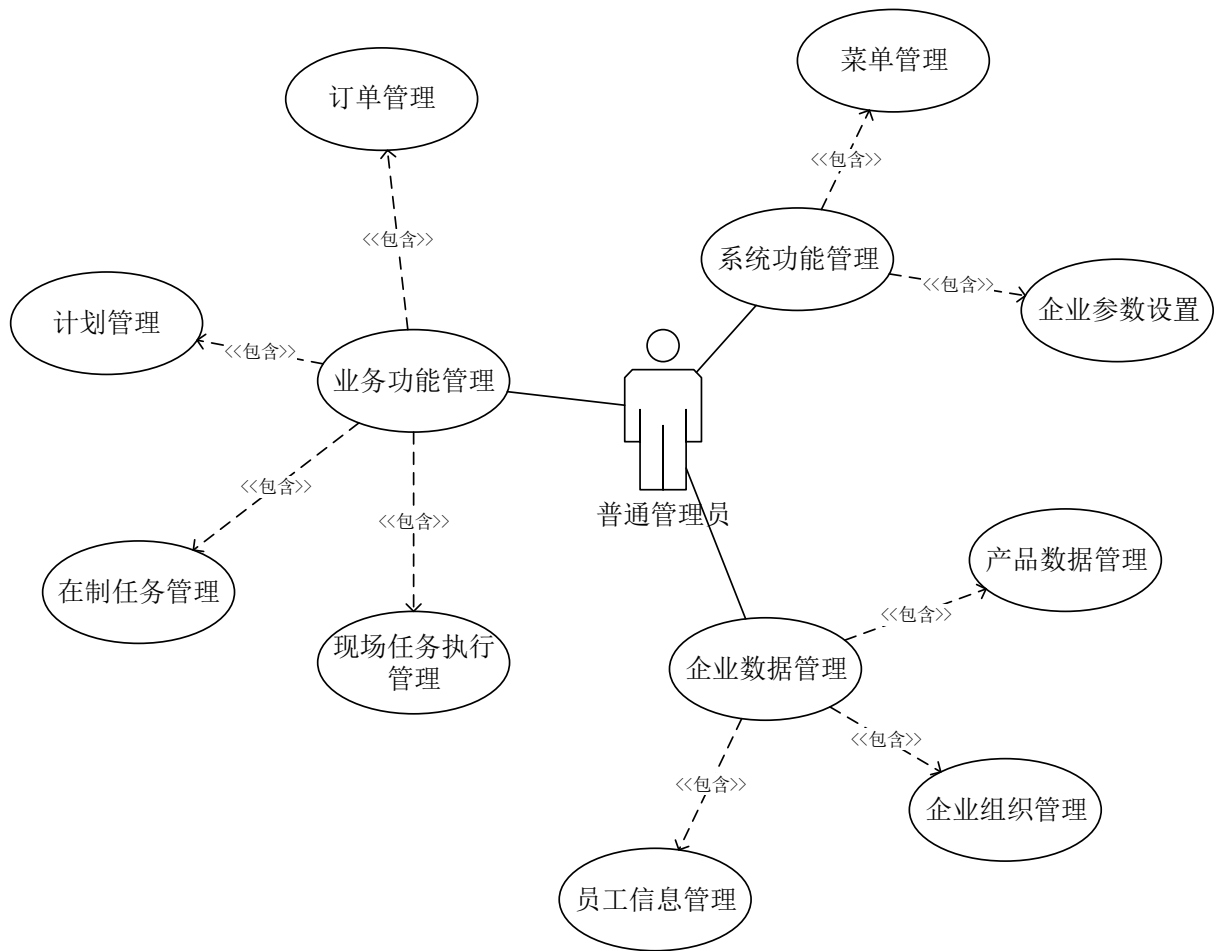 菜单管理
订单管理
<<包含>>
<<包含>>
系统功能管理
<<包含>>
企业参数设置
计划管理
<<包含>>
业务功能管理
<<包含>>
<<包含>>
普通管理员
产品数据管理
在制任务管理
<<包含>>
现场任务执行
管理
企业数据管理
<<包含>>
<<包含>>
企业组织管理
员工信息管理